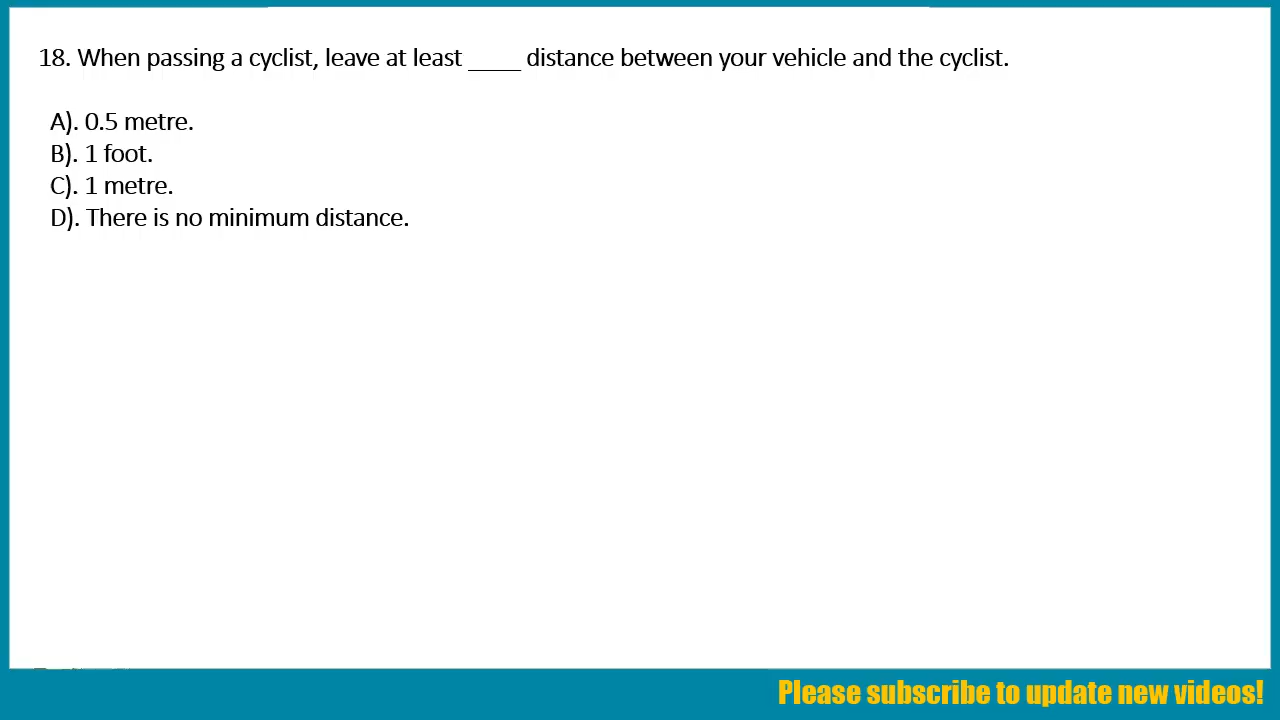 18. When passing a cyclist, leave at least ____ distance between your vehicle and the cyclist.
A). 0.5 metre.
B). 1 foot.
C). 1 metre.
D). There is no minimum distance.
Please subscribe to update new videos!